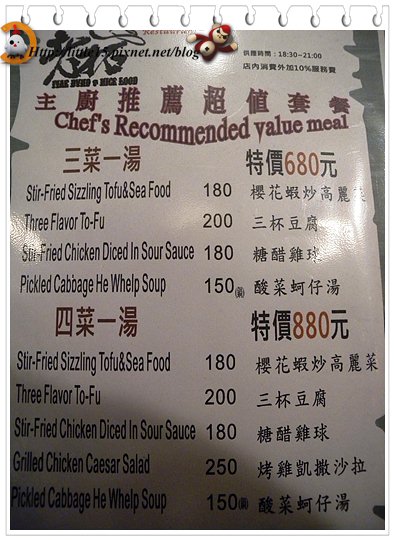 Restaurant
Http://little15.pixnet.net/blog
供應時間：18:30~21:00
店內消費外加10%服務費
主廚推薦超值套餐
Chef's Recommended value meal
三菜一湯 特價680元
Stir-Fried Sizzling Tofu&Sea Food 180 櫻花蝦炒高麗菜
Three Flavor To-Fu 200 三杯豆腐
Stir-Fried Chicken Diced In Sour Sauce 180 糖醋雞球
Pickled Cabbage He Whelp Soup 150(鍋) 酸菜蚵仔湯
四菜一湯 特價880元
Stir-Fried Sizzling Tofu&Sea Food 180 櫻花蝦炒高麗菜
Three Flavor To-Fu 200 三杯豆腐
Stir-Fried Chicken Diced In Sour Sauce 180 糖醋雞球
Grilled Chicken Caesar Salad 250 烤雞凱撒沙拉
Pickled Cabbage He Whelp Soup 150(鍋) 酸菜蚵仔湯